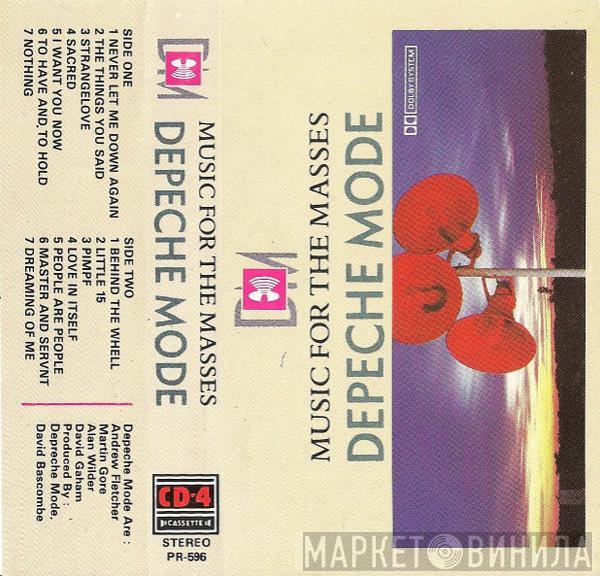 SIDE ONE
1 NEVER LET ME DOWN AGAIN
2 THE THINGS YOU SAID
3 STRANGELOVE
4 SACRED
5 I WANT YOU NOW
6 TO HAVE AND, TO HOLD
7 NOTHING
SIDE TWO
1 BEHIND THE WHELL
2 LITTLE 15
3 PIMPF
4 LOVE IN ITSELF
5 PEOPLE ARE PEOPLE
6 MASTER AND SERVNT
7 DREAMING OF ME
Depeche Mode Are :
Andrew Fletcher
Martin Gore
Alan Wilder
David Gaham
Produced By :
Depreche Mode,
David Bascombe
DM
MUSIC FOR THE MASSES
DEPECHE MODE
CD-4
CASSETTE
STEREO
PR-596
DM
MUSIC FOR THE MASSES
DEPECHE MODE
DOLBY SYSTEM
МАРКЕТ ВИНИЛА